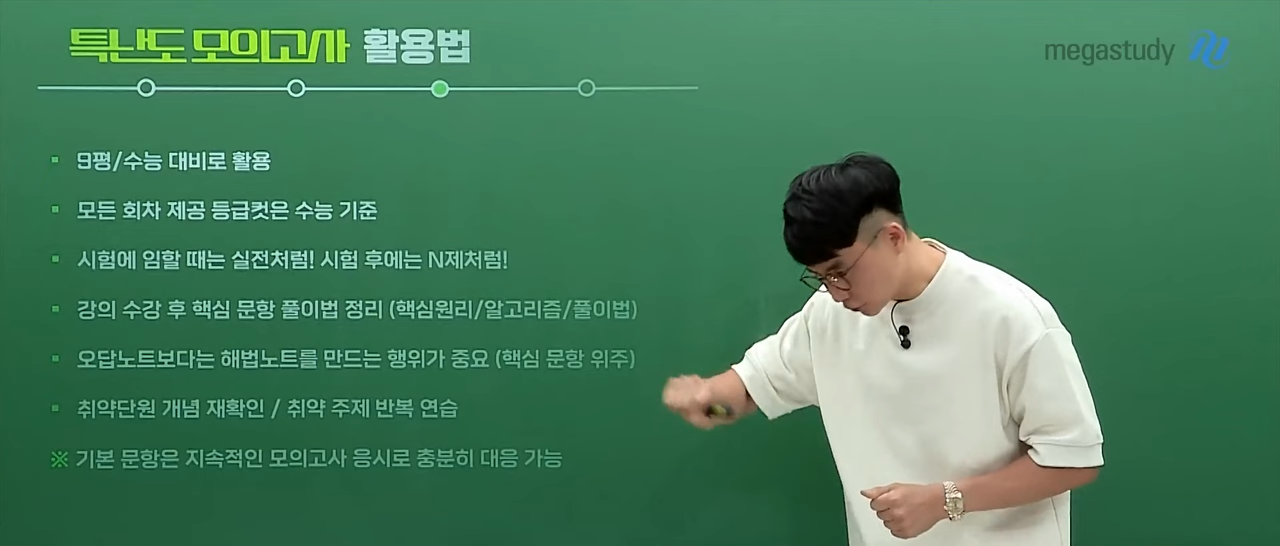 특난도 모의고사 활용법
megastudy
9평/수능 대비로 활용
모든 회차 제공 등급컷은 수능 기준
시험에 임할 때는 실전처럼! 시험 후에는 N제처럼!
강의 수강 후 핵심 문항 풀이법 정리 (핵심원리/알고리즘/풀이법)
오답노트보다는 해법노트를 만드는 행위가 중요 (핵심 문항 위주)
취약단원 개념 재확인 / 취약 주제 반복 연습
※ 기본 문항은 지속적인 모의고사 응시로 충분히 대응 가능